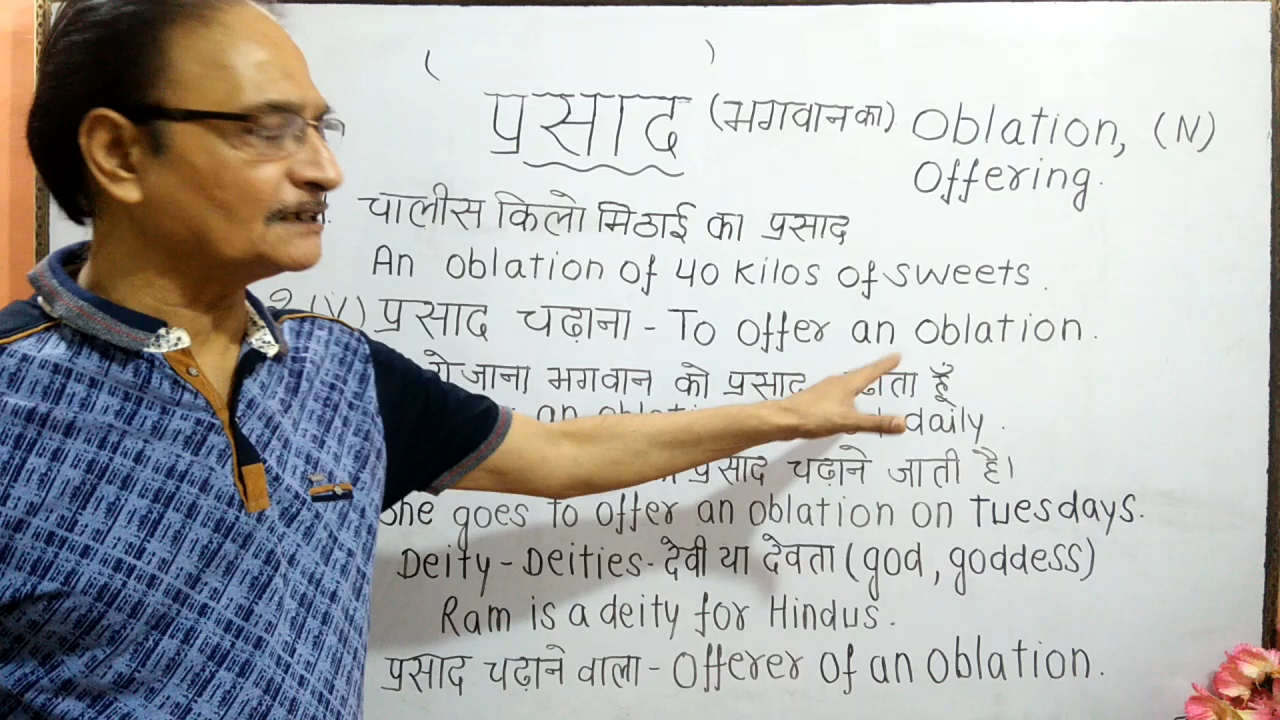 ( )
प्रसाद (भगवान का) Oblation, (N)
Offering.
चालीस किलो मिठाई का प्रसाद
An oblation of 40 kilos of sweets.
2 (V) प्रसाद चढ़ाना - To offer an oblation.
रोजाना भगवान को प्रसाद हूँ
an daily.
प्रसाद चढ़ाने जाती है।
She goes to offer an oblation on Tuesdays.
Deity - Deities - देवी या देवता (god, goddess)
Ram is a deity for Hindus.
प्रसाद चढ़ाने वाला - Offerer of an oblation.